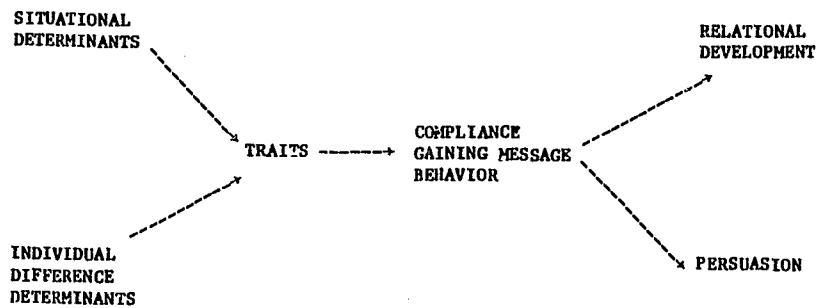 SITUATIONAL
DETERMINANTS
RELATIONAL
DEVELOPMENT
TRAITS
COMPLIANCE
GAINING MESSAGE
BEHAVIOR
INDIVIDUAL
DIFFERENCE
DETERMINANTS
PERSUASION